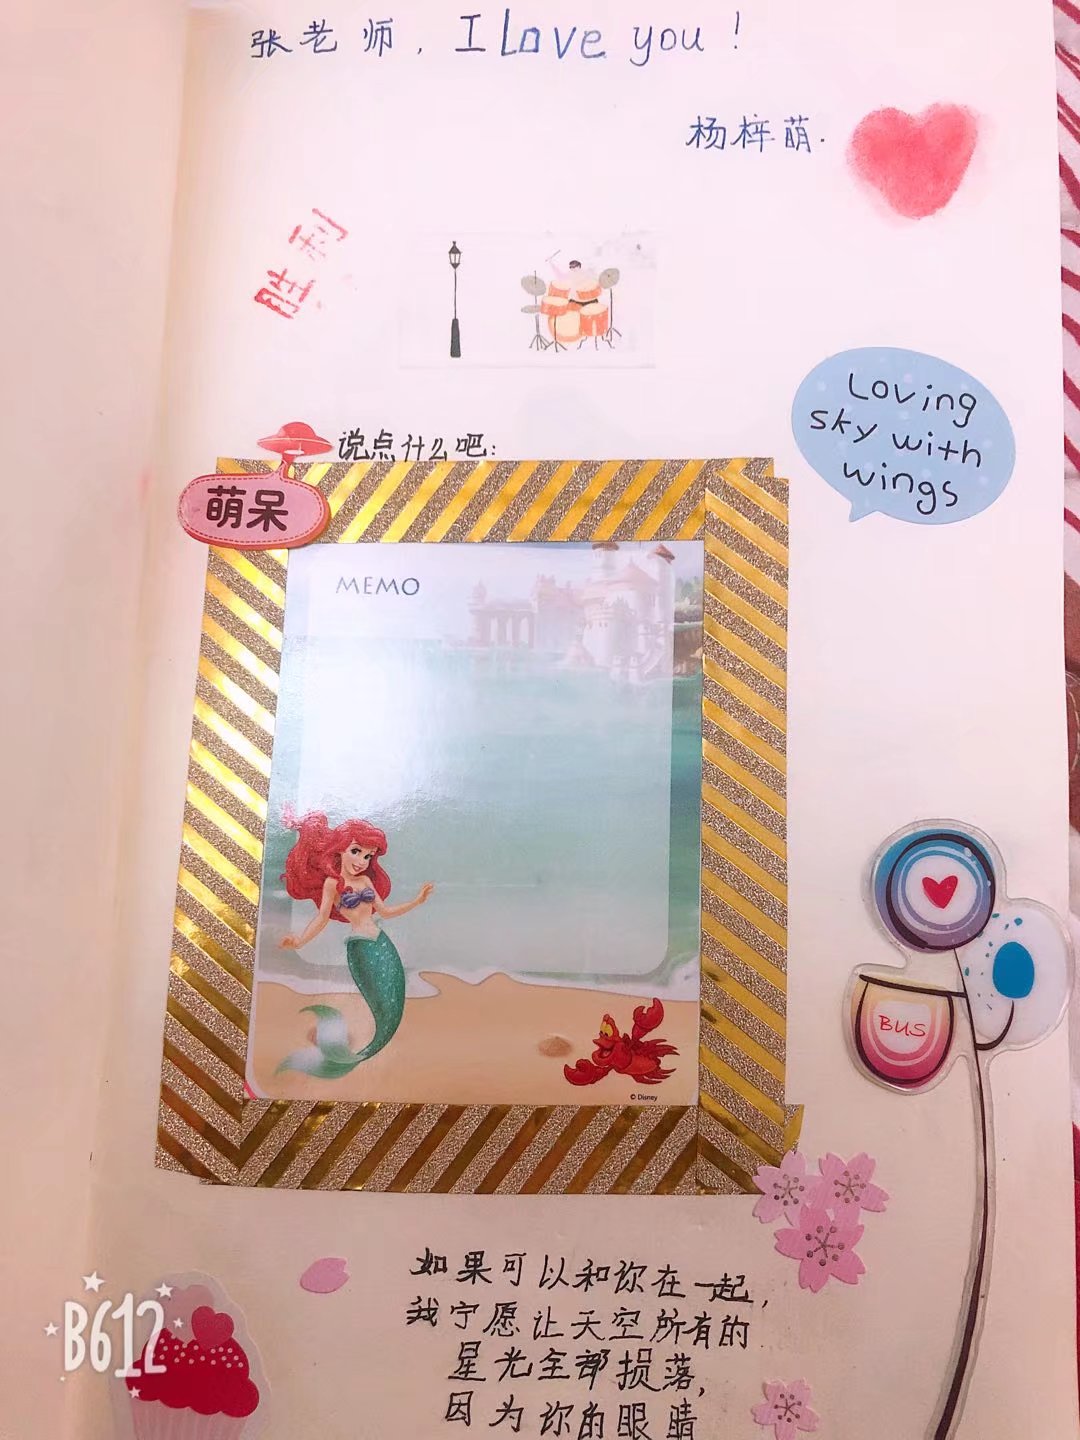 张老师，I Love you！
杨梓萌.
胜利
Loving
sky with
wings
说点什么吧：
萌呆
MEMO
BUS
© Disney
如果可以和你在一起，
我宁愿让天空所有的
星光全部损落，
因为你的眼睛
B612